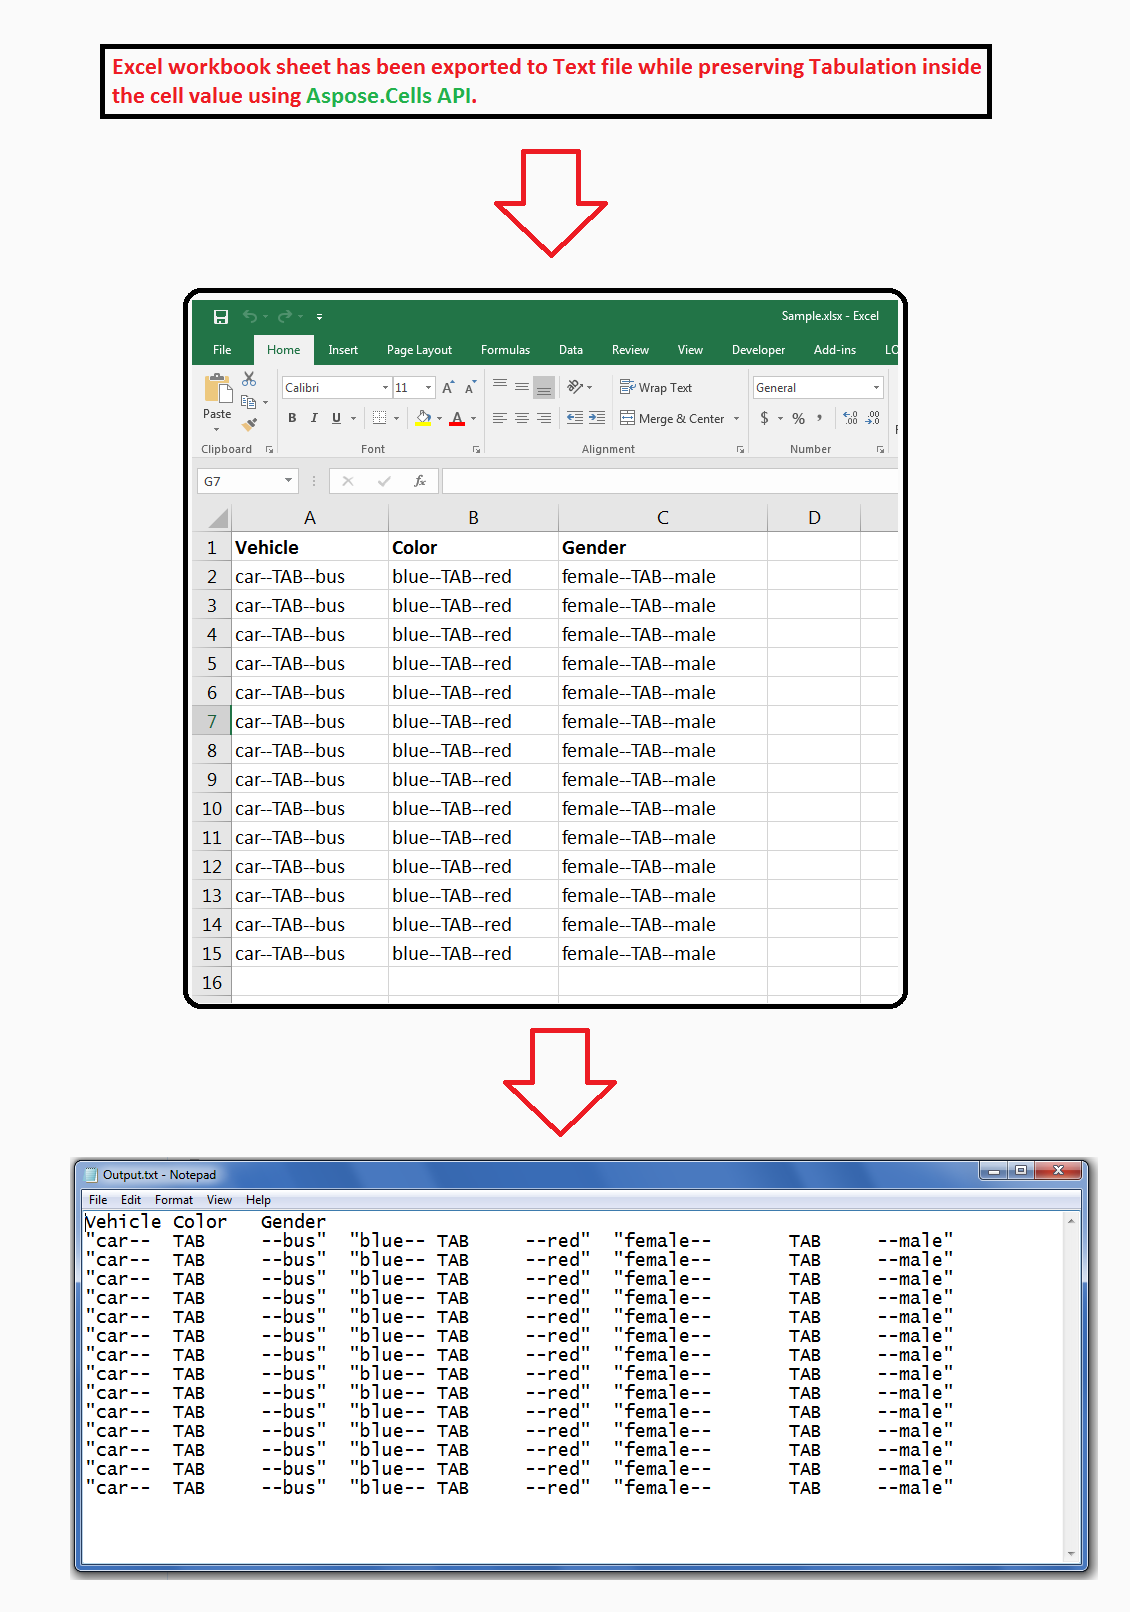 Excel workbook sheet has been exported to Text file while preserving Tabulation inside
the cell value using Aspose.Cells API.
Sample.xlsx - Excel
File Home Insert Page Layout Formulas Data Review View Developer Add-ins LO
Calibri 11 A A Wrap Text General
Paste B I U A Merge & Center $ % , .0 .00 .00 .0
Clipboard Font Alignment Number
G7 fx
A B C D
1 Vehicle Color Gender
2 car--TAB--bus blue--TAB--red female--TAB--male
3 car--TAB--bus blue--TAB--red female--TAB--male
4 car--TAB--bus blue--TAB--red female--TAB--male
5 car--TAB--bus blue--TAB--red female--TAB--male
6 car--TAB--bus blue--TAB--red female--TAB--male
7 car--TAB--bus blue--TAB--red female--TAB--male
8 car--TAB--bus blue--TAB--red female--TAB--male
9 car--TAB--bus blue--TAB--red female--TAB--male
10 car--TAB--bus blue--TAB--red female--TAB--male
11 car--TAB--bus blue--TAB--red female--TAB--male
12 car--TAB--bus blue--TAB--red female--TAB--male
13 car--TAB--bus blue--TAB--red female--TAB--male
14 car--TAB--bus blue--TAB--red female--TAB--male
15 car--TAB--bus blue--TAB--red female--TAB--male
16
Output.txt - Notepad
File Edit Format View Help
Vehicle Color Gender
"car-- TAB --bus" "blue-- TAB --red" "female-- TAB --male"
"car-- TAB --bus" "blue-- TAB --red" "female-- TAB --male"
"car-- TAB --bus" "blue-- TAB --red" "female-- TAB --male"
"car-- TAB --bus" "blue-- TAB --red" "female-- TAB --male"
"car-- TAB --bus" "blue-- TAB --red" "female-- TAB --male"
"car-- TAB --bus" "blue-- TAB --red" "female-- TAB --male"
"car-- TAB --bus" "blue-- TAB --red" "female-- TAB --male"
"car-- TAB --bus" "blue-- TAB --red" "female-- TAB --male"
"car-- TAB --bus" "blue-- TAB --red" "female-- TAB --male"
"car-- TAB --bus" "blue-- TAB --red" "female-- TAB --male"
"car-- TAB --bus" "blue-- TAB --red" "female-- TAB --male"
"car-- TAB --bus" "blue-- TAB --red" "female-- TAB --male"
"car-- TAB --bus" "blue-- TAB --red" "female-- TAB --male"
"car-- TAB --bus" "blue-- TAB --red" "female-- TAB --male"